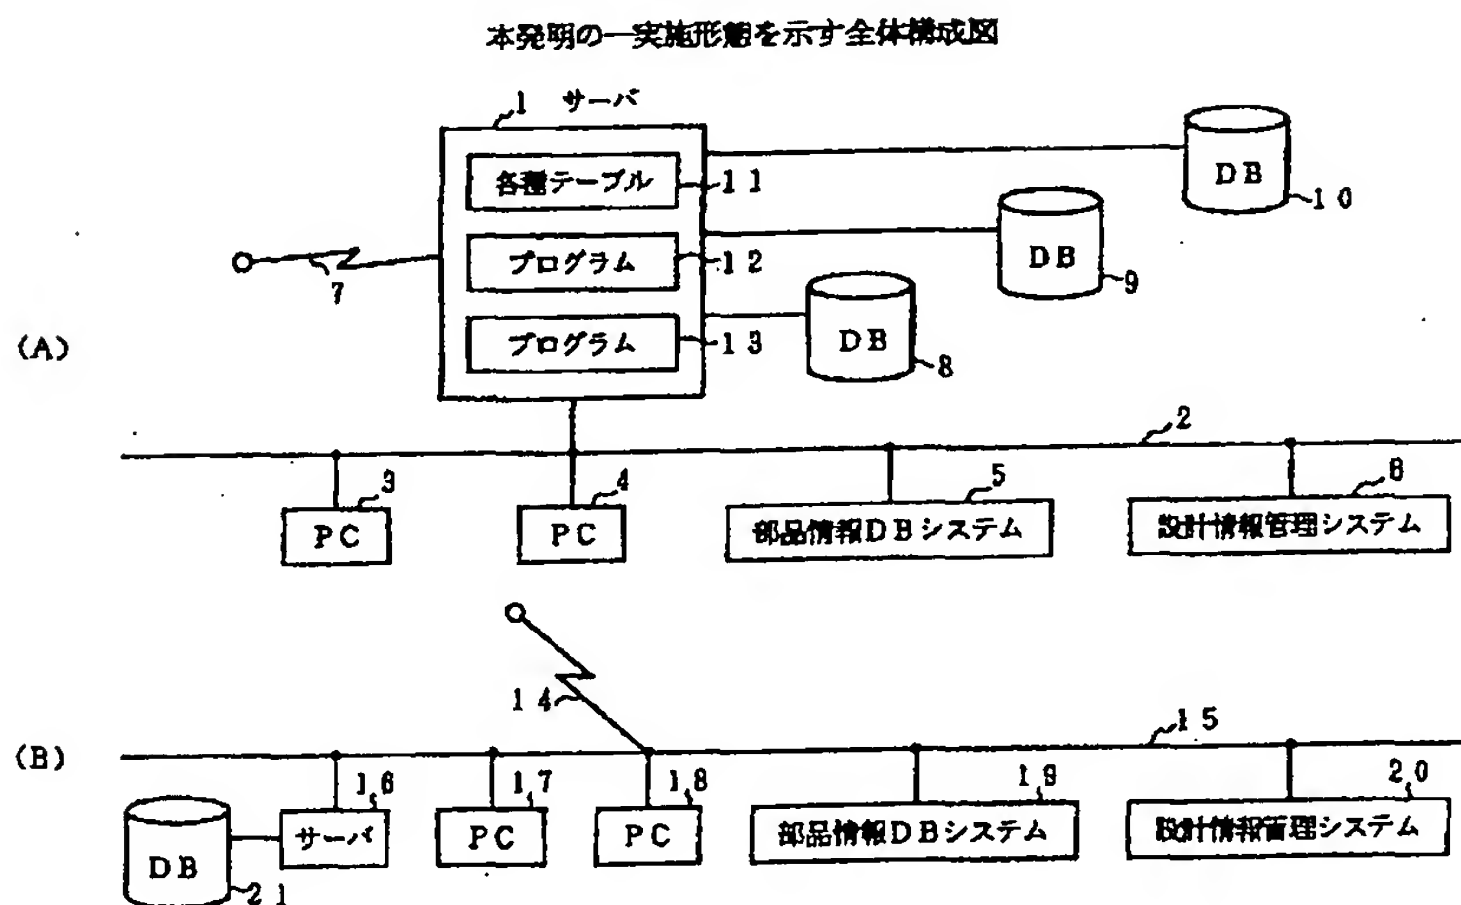 本発明の一実施形態を示す全体構成図
1 サーバ
各種テーブル
11
プログラム
12
プログラム
13
DB
10
DB
9
DB
8
7
(A)
2
3
PC
4
PC
5
部品情報DBシステム
6
設計情報管理システム
14
(B)
15
16
サーバ
17
PC
18
PC
19
部品情報DBシステム
20
設計情報管理システム
DB
21